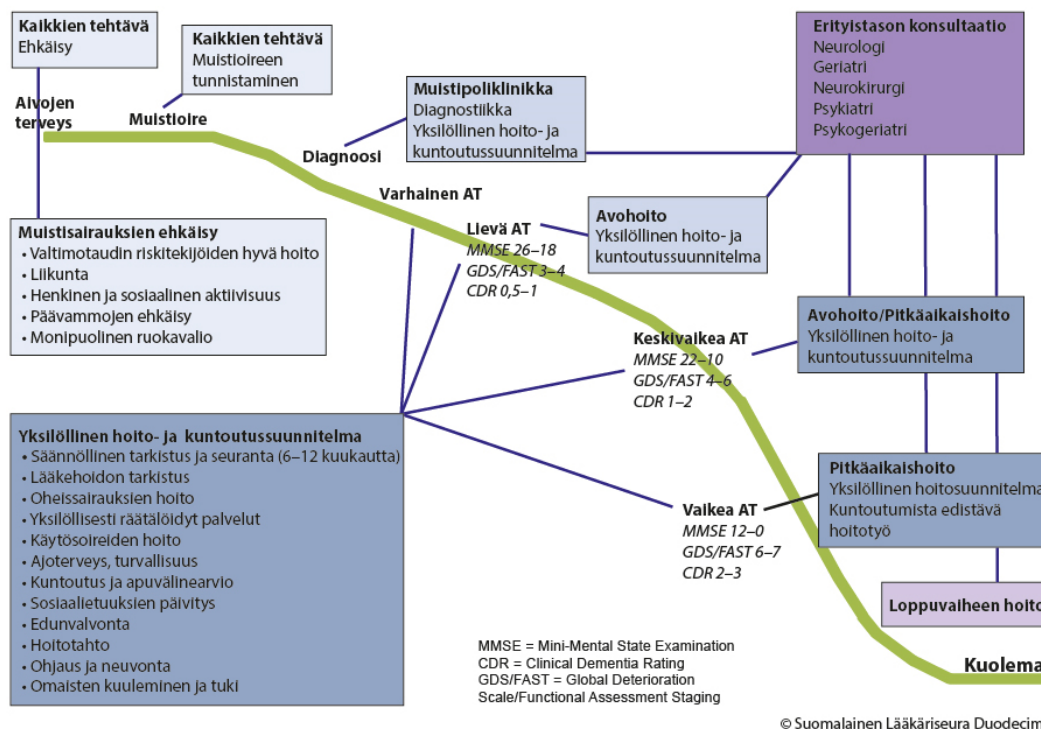 Kaikkien tehtävä
Ehkäisy
Kaikkien tehtävä
Muistioireen
tunnistaminen
Erityistason konsultaatio
Neurologi
Geriatri
Neurokirurgi
Psykiatri
Psykogeriatri
Muistipoliklinikka
Diagnostiikka
Yksilöllinen hoito- ja
kuntoutussuunnitelma
Aivojen
terveys
Muistioire
Diagnoosi
Varhainen AT
Avohoito
Yksilöllinen hoito- ja
kuntoutussuunnitelma
Lievä AT
MMSE 26–18
GDS/FAST 3–4
CDR 0,5–1
Muistisairauksien ehkäisy
• Valtimotaudin riskitekijöiden hyvä hoito
• Liikunta
• Henkinen ja sosiaalinen aktiivisuus
• Päävammojen ehkäisy
• Monipuolinen ruokavalio
Avohoito/Pitkäaikaishoito
Yksilöllinen hoito- ja
kuntoutussuunnitelma
Keskivaikea AT
MMSE 22–10
GDS/FAST 4–6
CDR 1–2
Yksilöllinen hoito- ja kuntoutussuunnitelma
• Säännöllinen tarkistus ja seuranta (6–12 kuukautta)
• Lääkehoidon tarkistus
• Oheissairauksien hoito
• Yksilöllisesti räätälöidyt palvelut
• Käytösoireiden hoito
• Ajoterveys, turvallisuus
• Kuntoutus ja apuvälinearvio
• Sosiaalietuuksien päivitys
• Edunvalvonta
• Hoitotahto
• Ohjaus ja neuvonta
• Omaisten kuuleminen ja tuki
Pitkäaikaishoito
Yksilöllinen hoitosuunnitelma
Kuntoutumista edistävä
hoitotyö
Vaikea AT
MMSE 12–0
GDS/FAST 6–7
CDR 2–3
Loppuvaiheen hoito
MMSE = Mini-Mental State Examination
CDR = Clinical Dementia Rating
GDS/FAST = Global Deterioration
Scale/Functional Assessment Staging
Kuolema
© Suomalainen Lääkäriseura Duodecim